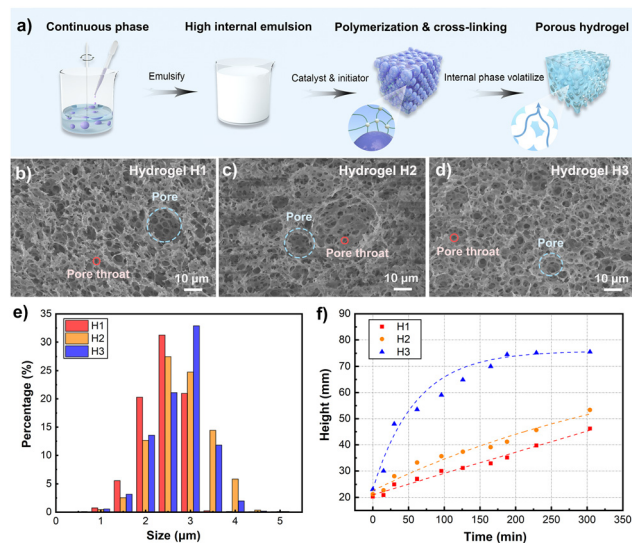 a)
Continuous phase
High internal emulsion
Polymerization & cross-linking
Porous hydrogel
Emulsify
Catalyst & initiator
Internal phase volatilize
b)
Hydrogel H1
Pore
Pore throat
10 μm
c)
Hydrogel H2
Pore
Pore throat
10 μm
d)
Hydrogel H3
Pore throat
Pore
10 μm
e)
H1
H2
H3
Percentage (%)
35
30
25
20
15
10
5
0
0
1
2
3
4
5
Size (μm)
f)
H1
H2
H3
Height (mm)
90
80
70
60
50
40
30
20
0
50
100
150
200
250
300
350
Time (min)